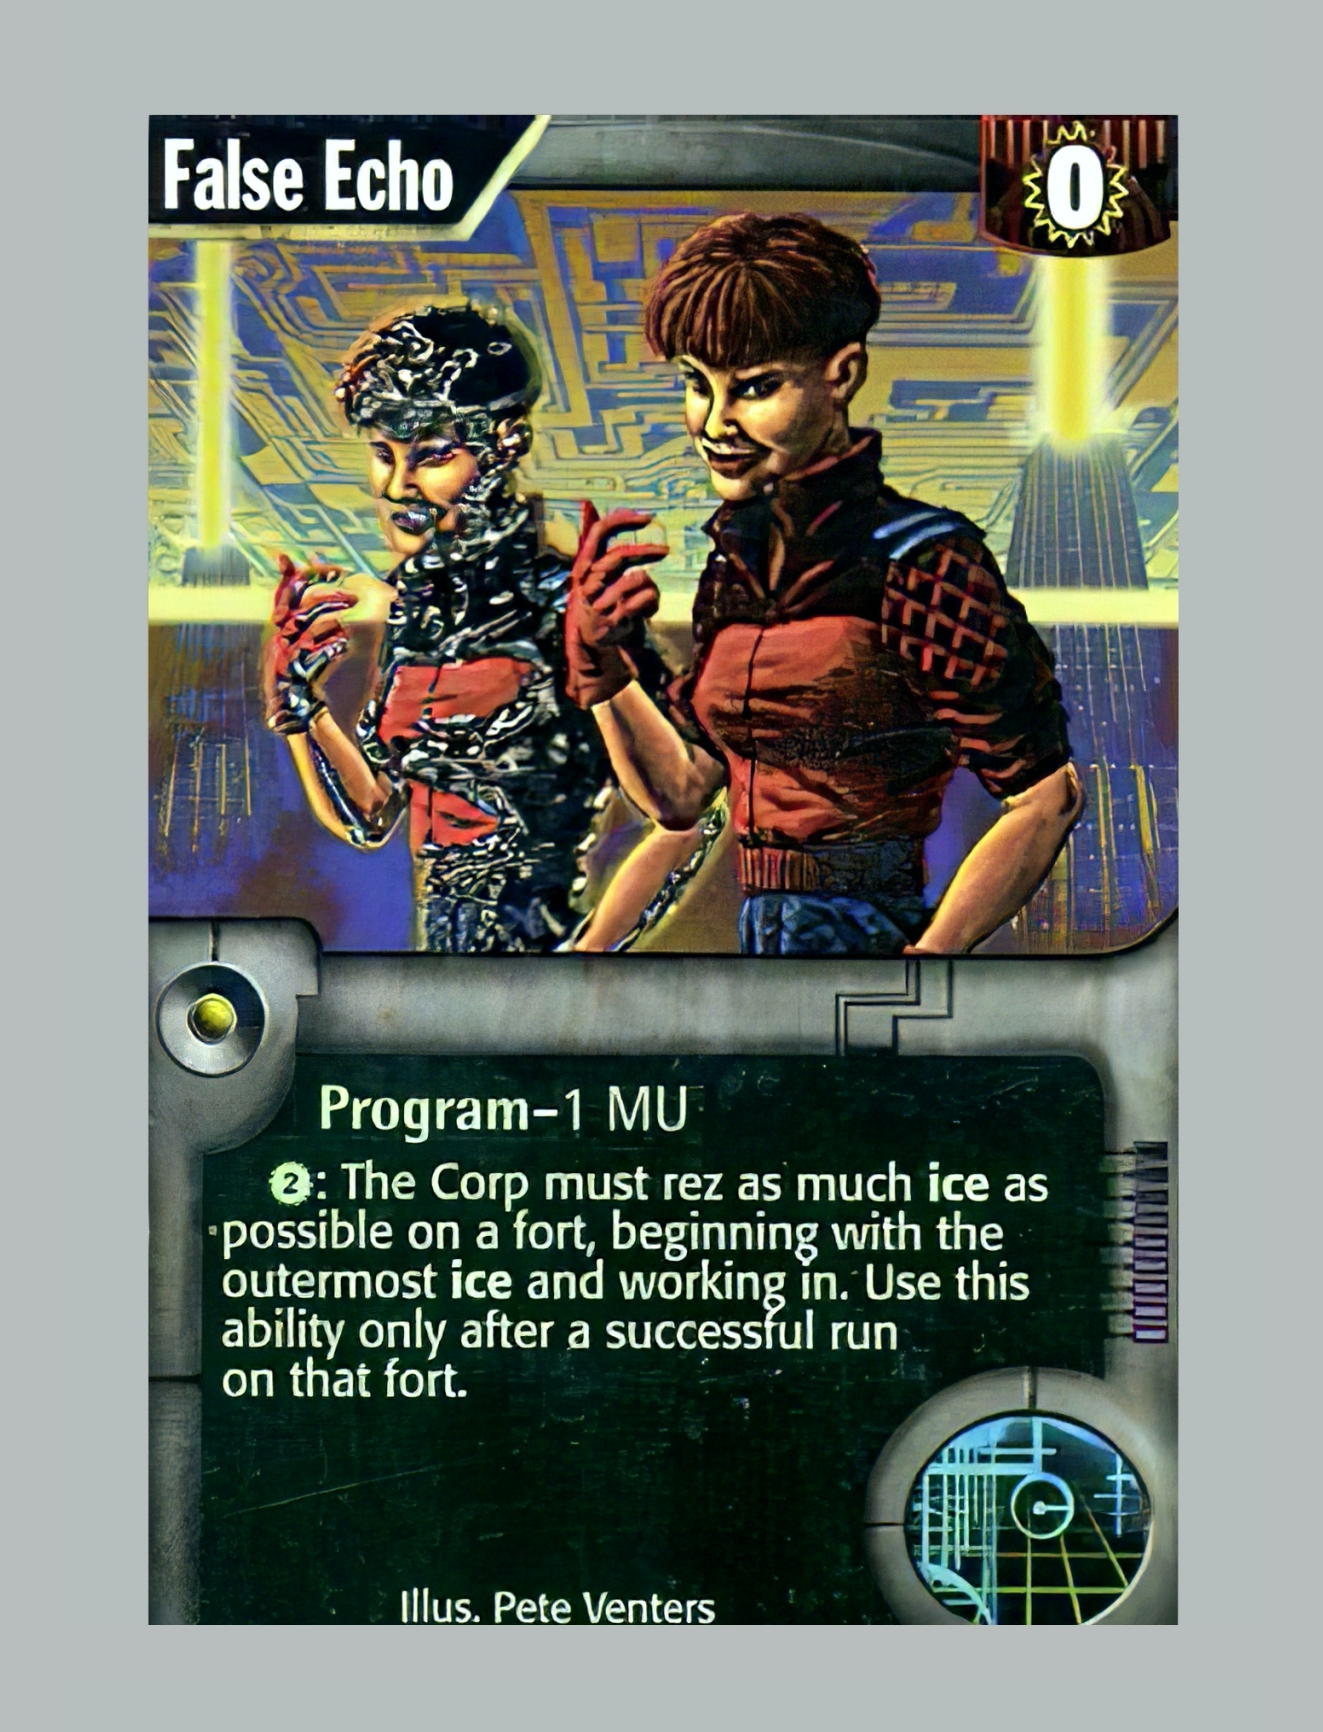 False Echo
0
Program–1 MU
2: The Corp must rez as much ice as
possible on a fort, beginning with the
outermost ice and working in. Use this
ability only after a successful run
on that fort.
Illus. Pete Venters